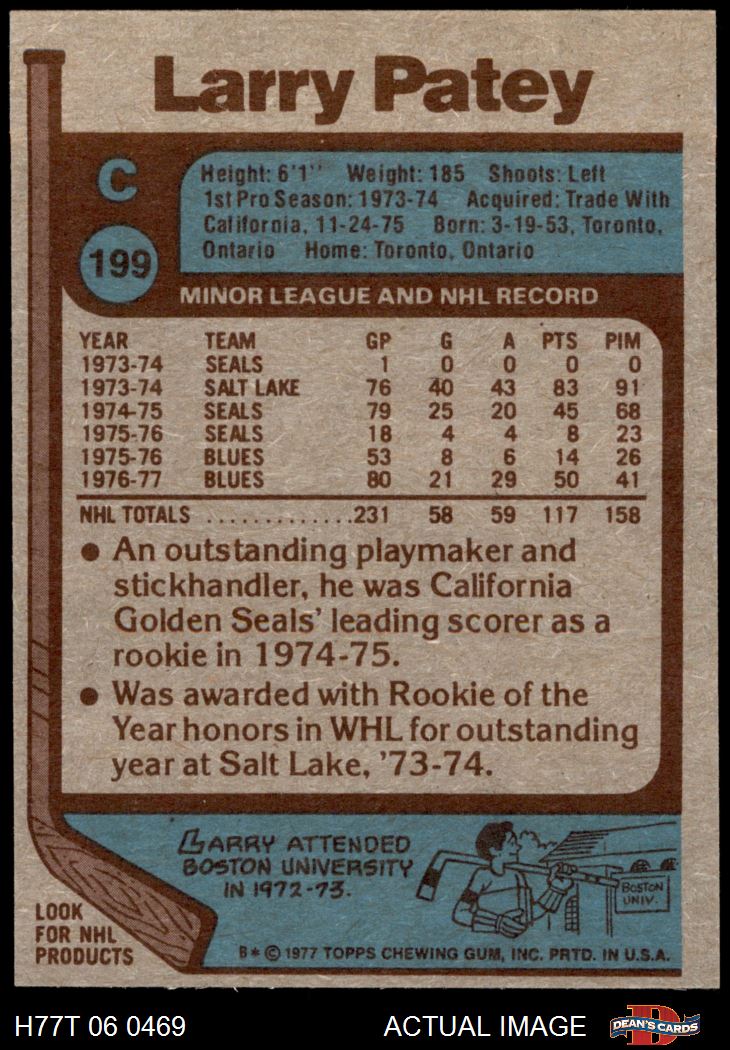 Larry Patey
C
199
Height: 6'1'' Weight: 185 Shoots: Left
1st Pro Season: 1973-74 Acquired: Trade With
California, 11-24-75 Born: 3-19-53, Toronto,
Ontario Home: Toronto, Ontario
MINOR LEAGUE AND NHL RECORD
YEAR TEAM GP G A PTS PIM
1973-74 SEALS 1 0 0 0 0
1973-74 SALT LAKE 76 40 43 83 91
1974-75 SEALS 79 25 20 45 68
1975-76 SEALS 18 4 4 8 23
1975-76 BLUES 53 8 6 14 26
1976-77 BLUES 80 21 29 50 41
NHL TOTALS .............231 58 59 117 158
• An outstanding playmaker and
stickhandler, he was California
Golden Seals' leading scorer as a
rookie in 1974-75.
• Was awarded with Rookie of the
Year honors in WHL for outstanding
year at Salt Lake, '73-74.
LARRY ATTENDED
BOSTON UNIVERSITY
IN 1972-73.
BOSTON
UNIV.
LOOK
FOR NHL
PRODUCTS
B* © 1977 TOPPS CHEWING GUM, INC. PRTD. IN U.S.A.
H77T 06 0469 ACTUAL IMAGE
D
DEAN'S CARDS